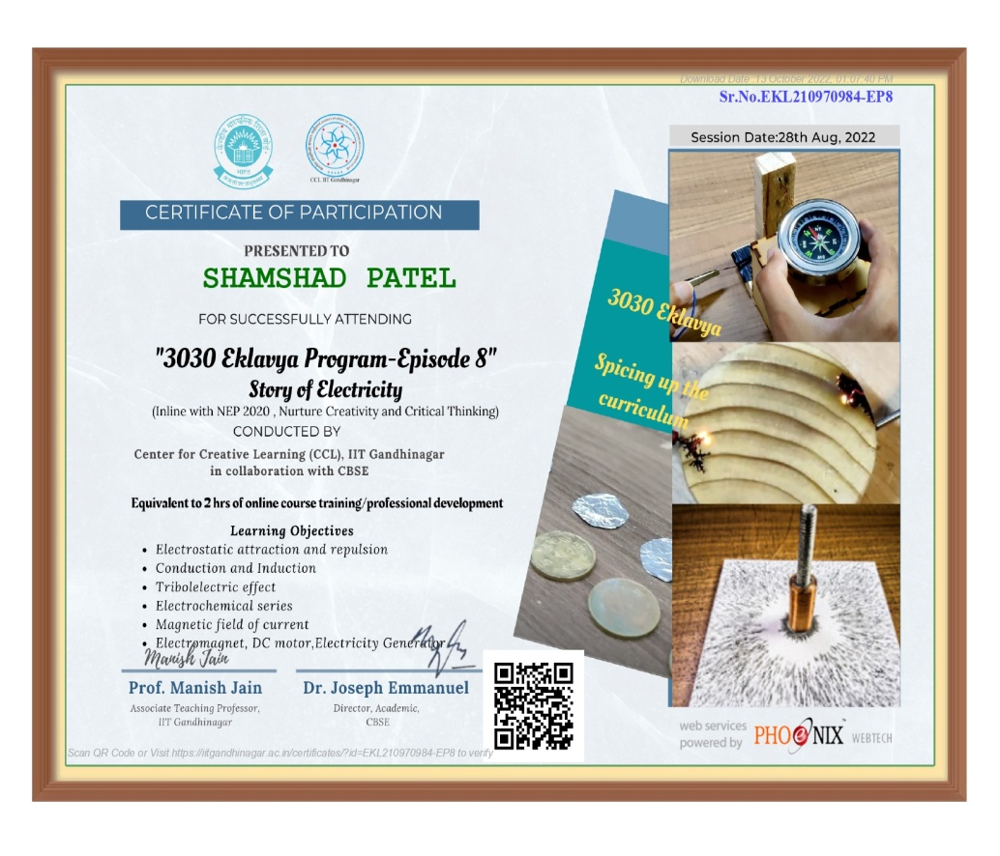 Download Date :13 October 2022, 01:07:40 PM
Sr.No.EKL210970984-EP8
Session Date:28th Aug, 2022
भारत
CCL IIT Gandhinagar
CERTIFICATE OF PARTICIPATION
PRESENTED TO
SHAMSHAD PATEL
FOR SUCCESSFULLY ATTENDING
"3030 Eklavya Program-Episode 8"
Story of Electricity
(Inline with NEP 2020 , Nurture Creativity and Critical Thinking)
CONDUCTED BY
Center for Creative Learning (CCL), IIT Gandhinagar
in collaboration with CBSE
Equivalent to 2 hrs of online course training/professional development
Learning Objectives
• Electrostatic attraction and repulsion
• Conduction and Induction
• Tribolelectric effect
• Electrochemical series
• Magnetic field of current
• Electromagnet, DC motor,Electricity Generator
Manish Jain
Prof. Manish Jain
Associate Teaching Professor,
IIT Gandhinagar
Dr. Joseph Emmanuel
Director, Academic,
CBSE
3030 Eklavya
Spicing up the
curriculum
web services
powered by
PHOeNIX™ WEBTECH
Scan QR Code or Visit https://iitgandhinagar.ac.in/certificates/?id=EKL210970984-EP8 to verify